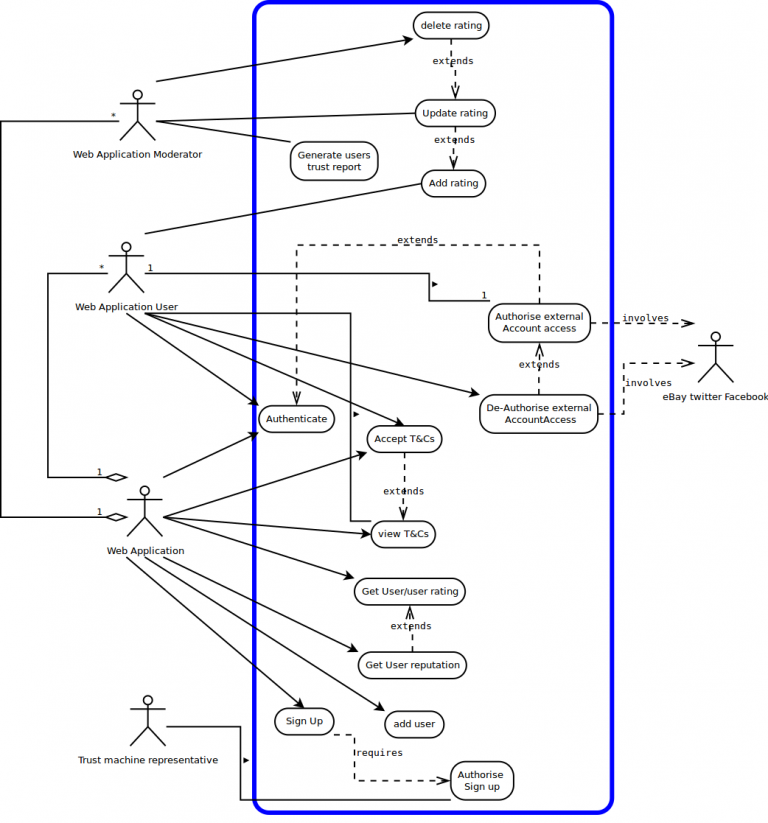 delete rating
extends
*
Update rating
extends
Web Application Moderator
Generate users
trust report
Add rating
extends
*
1
1
Web Application User
Authorise external
Account access
involves
extends
involves
eBay twitter Facebook
De-Authorise external
AccountAccess
Authenticate
Accept T&Cs
1
extends
1
view T&Cs
Web Application
Get User/user rating
extends
Get User reputation
Sign Up
add user
requires
Trust machine representative
Authorise
Sign up